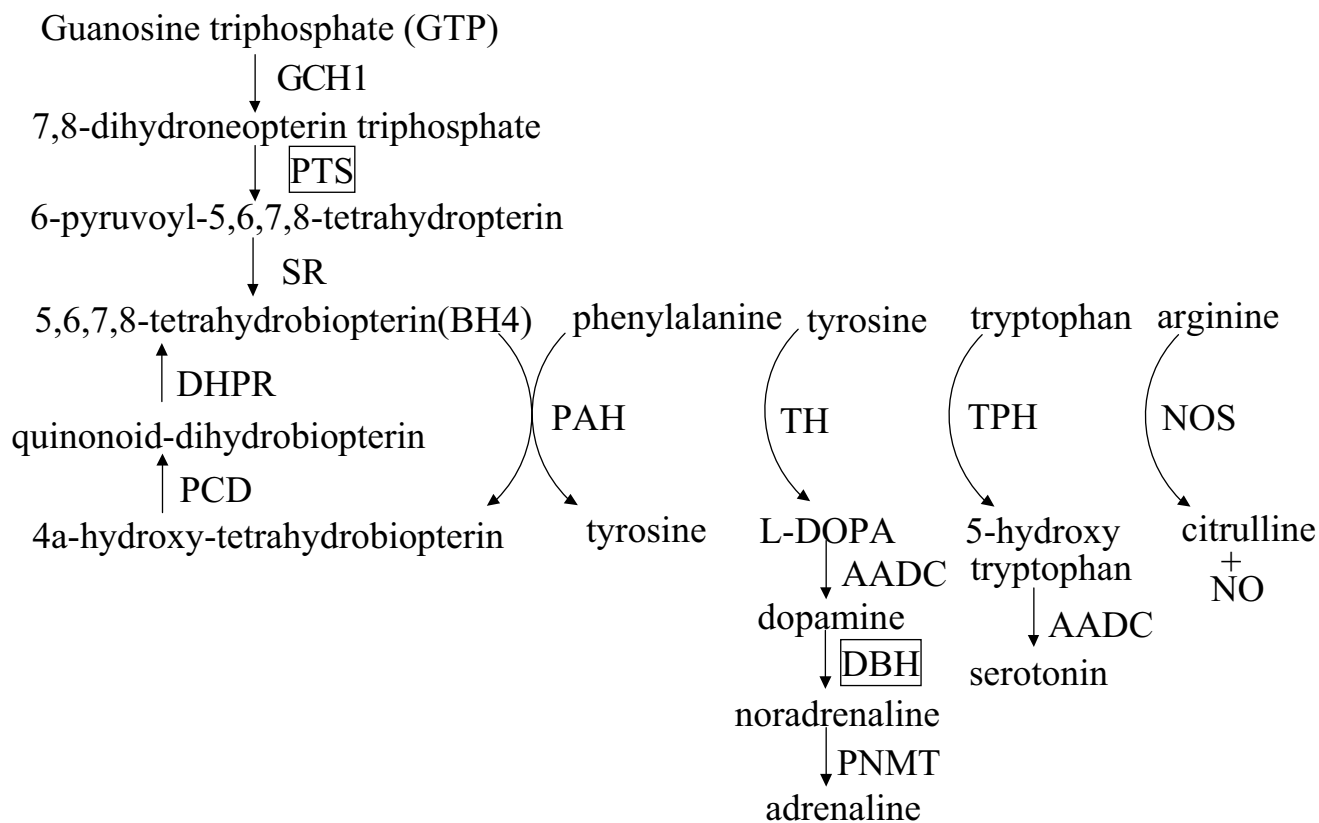 Guanosine triphosphate (GTP)
GCH1
7,8-dihydroneopterin triphosphate
PTS
6-pyruvoyl-5,6,7,8-tetrahydropterin
SR
5,6,7,8-tetrahydrobiopterin(BH4)
DHPR
quinonoid-dihydrobiopterin
PCD
4a-hydroxy-tetrahydrobiopterin
phenylalanine
PAH
tyrosine
tyrosine
TH
L-DOPA
AADC
dopamine
DBH
noradrenaline
PNMT
adrenaline
tryptophan
TPH
5-hydroxy
tryptophan
AADC
serotonin
arginine
NOS
citrulline
+
NO